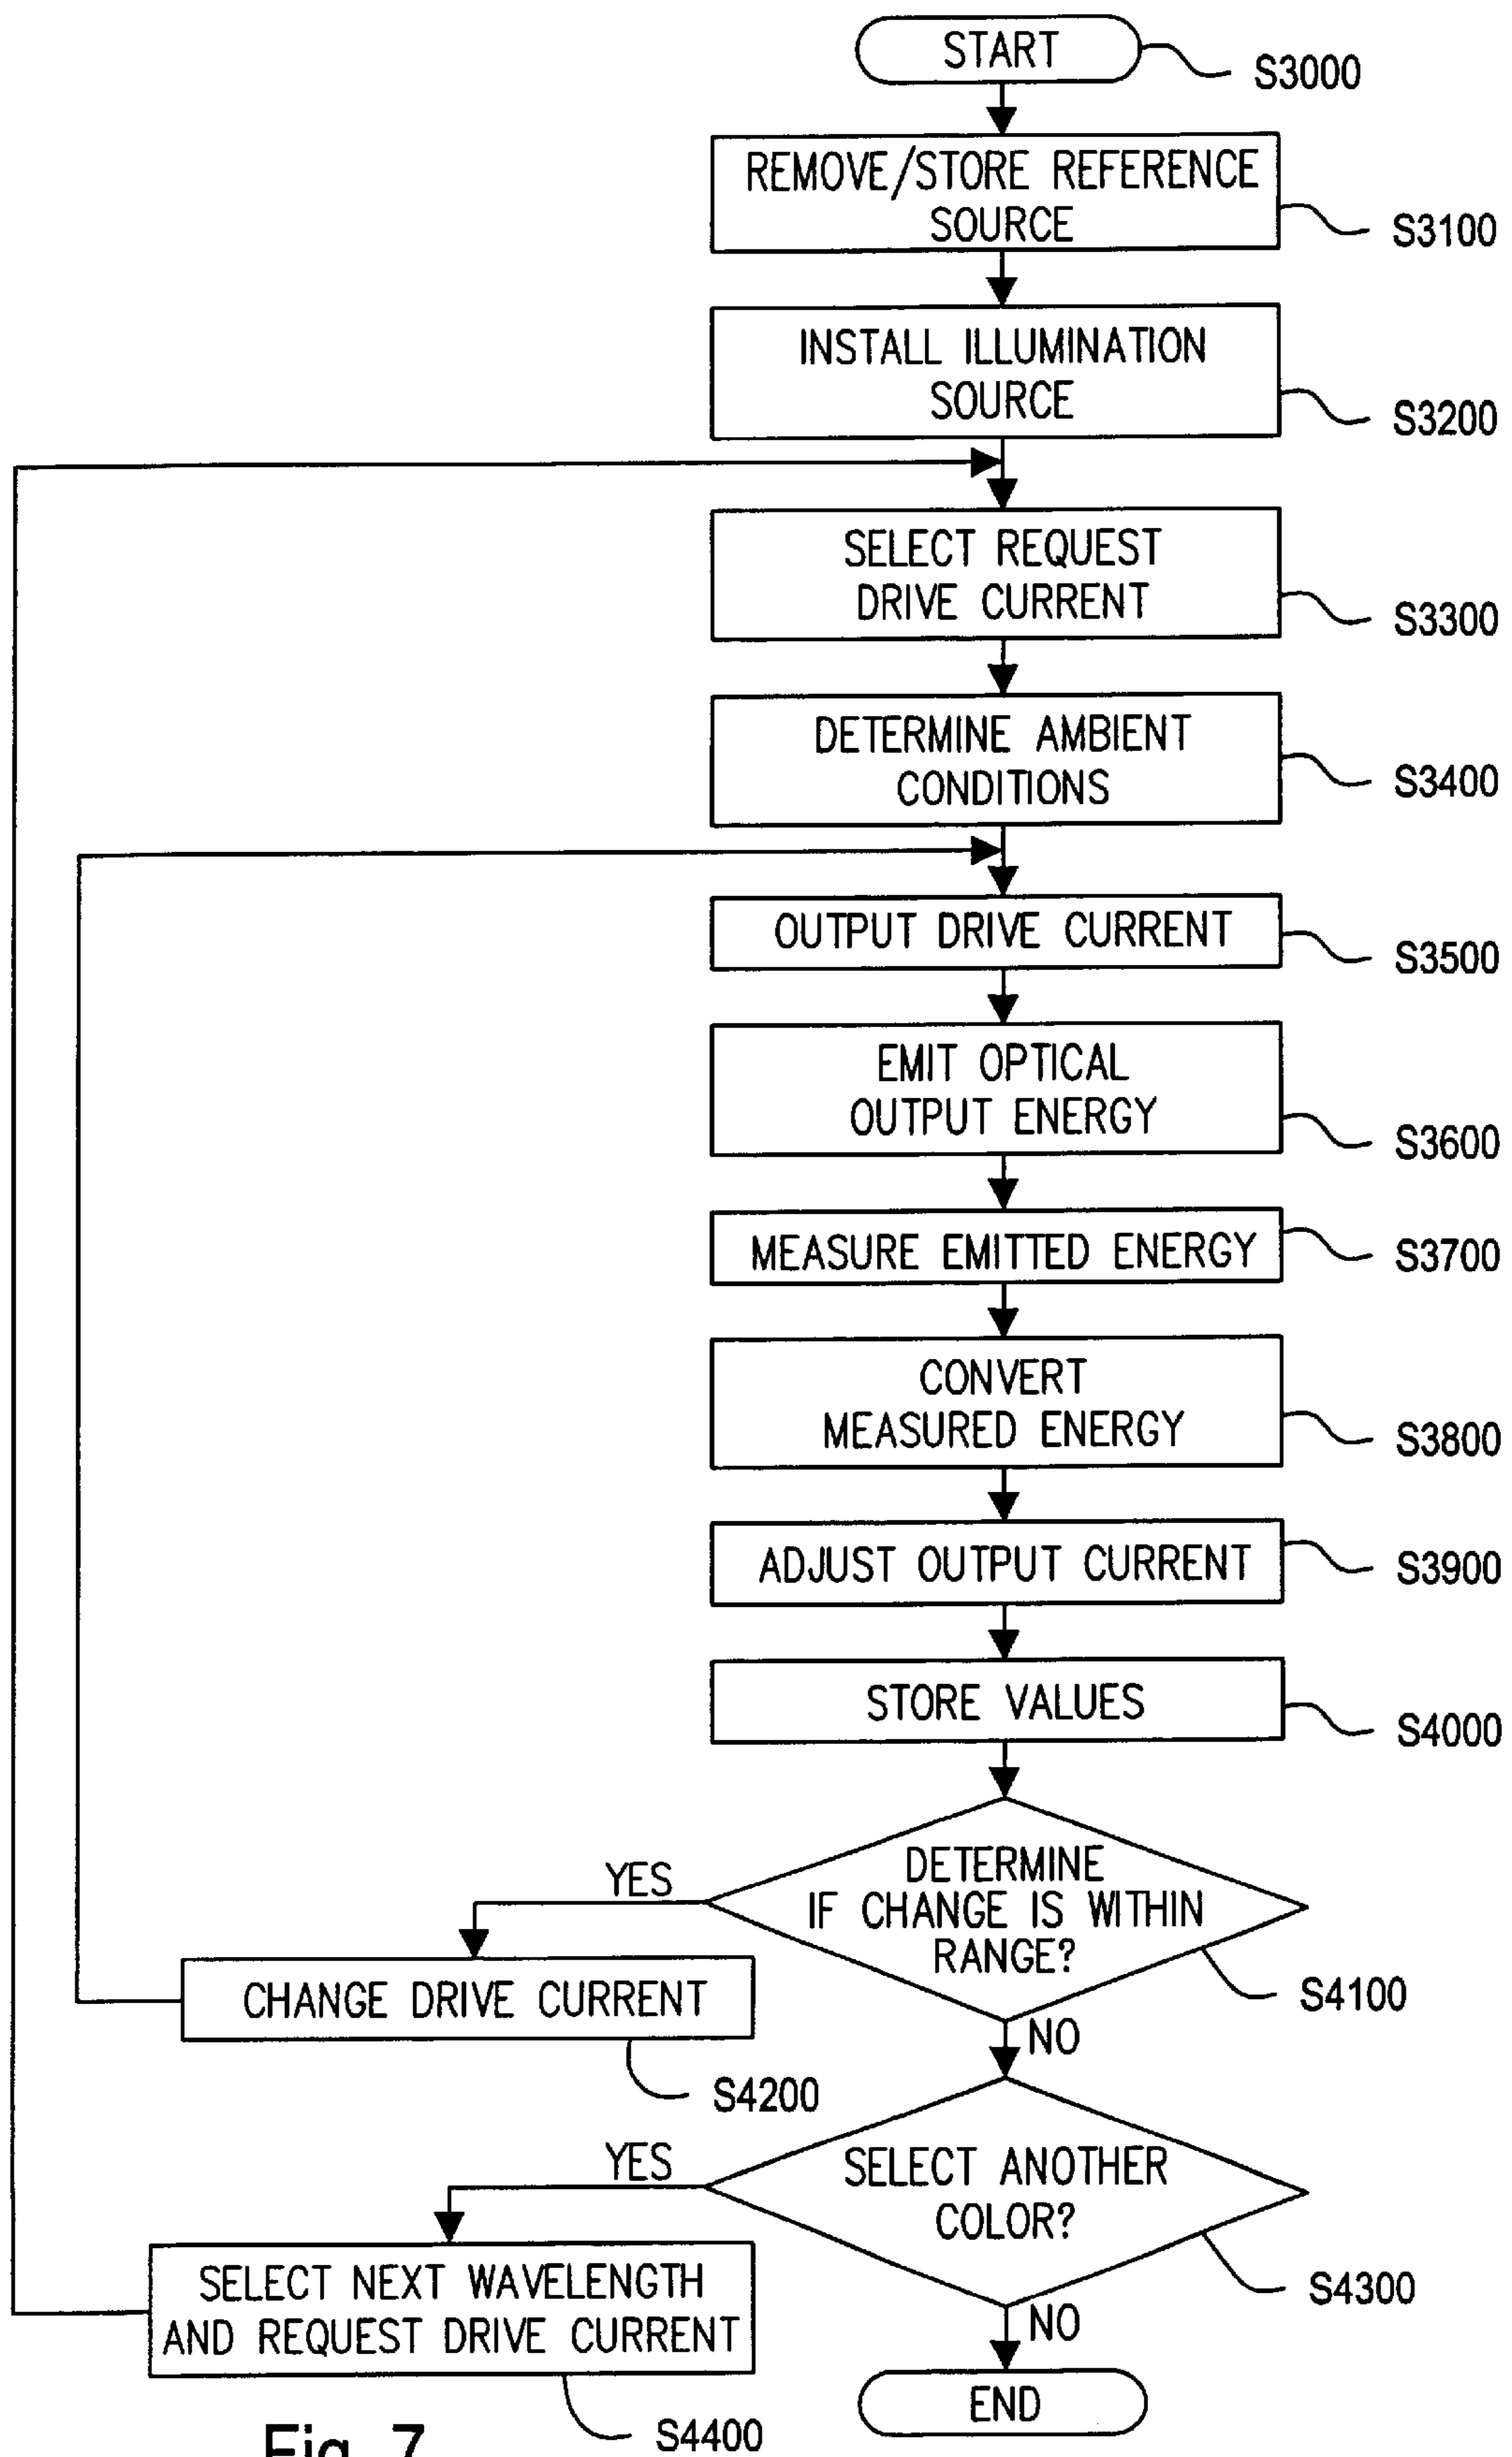 START
S3000
REMOVE/STORE REFERENCE
SOURCE
S3100
INSTALL ILLUMINATION
SOURCE
S3200
SELECT REQUEST
DRIVE CURRENT
S3300
DETERMINE AMBIENT
CONDITIONS
S3400
OUTPUT DRIVE CURRENT
S3500
EMIT OPTICAL
OUTPUT ENERGY
S3600
MEASURE EMITTED ENERGY
S3700
CONVERT
MEASURED ENERGY
S3800
ADJUST OUTPUT CURRENT
S3900
STORE VALUES
S4000
DETERMINE
IF CHANGE IS WITHIN
RANGE?
S4100
YES
CHANGE DRIVE CURRENT
S4200
NO
SELECT ANOTHER
COLOR?
S4300
YES
SELECT NEXT WAVELENGTH
AND REQUEST DRIVE CURRENT
S4400
NO
END
Fig. 7